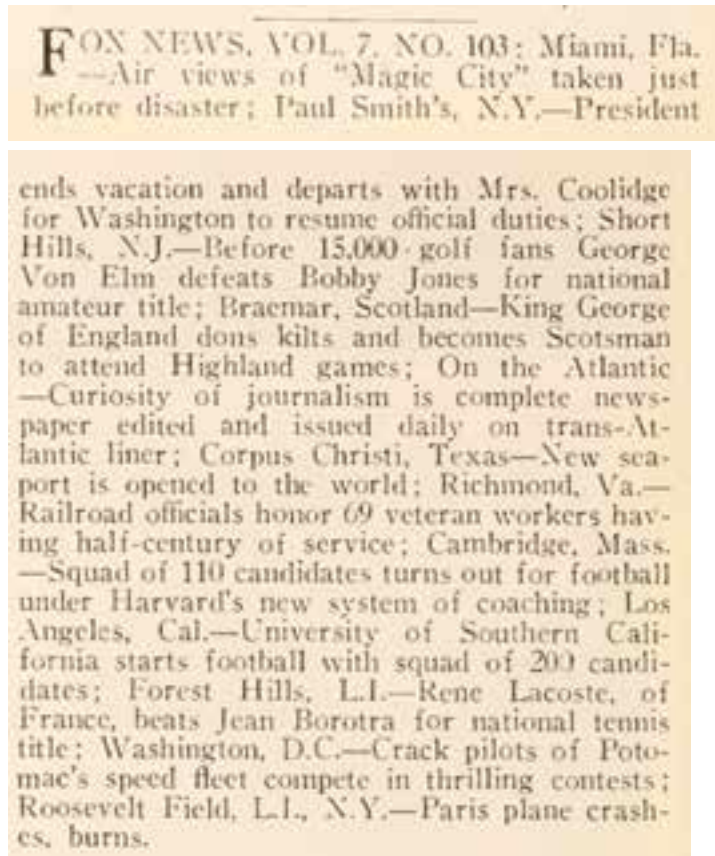 FOX NEWS, VOL. 7, NO. 103: Miami, Fla.
—Air views of "Magic City" taken just
before disaster; Paul Smith's, N.Y.—President
ends vacation and departs with Mrs. Coolidge
for Washington to resume official duties; Short
Hills, N.J.—Before 15,000 golf fans George
Von Elm defeats Bobby Jones for national
amateur title; Braemar, Scotland—King George
of England dons kilts and becomes Scotsman
to attend Highland games; On the Atlantic
—Curiosity of journalism is complete news-
paper edited and issued daily on trans-At-
lantic liner; Corpus Christi, Texas—New sea-
port is opened to the world; Richmond, Va.—
Railroad officials honor 69 veteran workers hav-
ing half-century of service; Cambridge, Mass.
—Squad of 110 candidates turns out for football
under Harvard's new system of coaching; Los
Angeles, Cal.—University of Southern Cali-
fornia starts football with squad of 200 candi-
dates; Forest Hills, L.I.—Rene Lacoste, of
France, beats Jean Borotra for national tennis
title; Washington, D.C.—Crack pilots of Poto-
mac's speed fleet compete in thrilling contests;
Roosevelt Field, L.I., N.Y.—Paris plane crash-
es, burns.